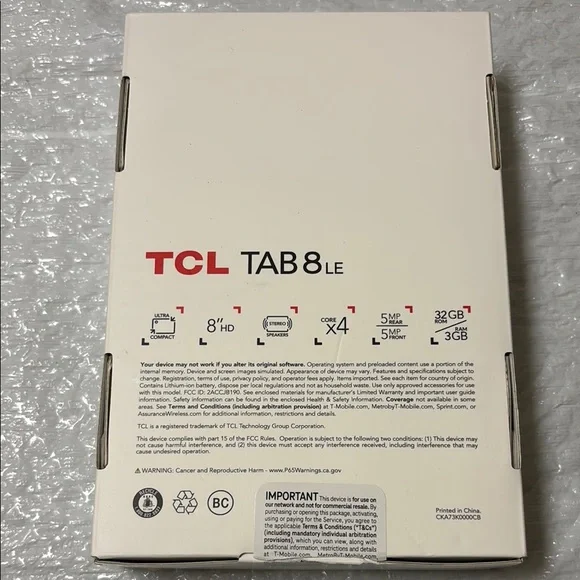 TCL TAB 8 LE
ULTRA
COMPACT
8" HD
STEREO
SPEAKERS
CORE
x4
5MP
REAR
5MP
FRONT
32GB
ROM
RAM
3GB
Your device may not work if you alter its original software. Operating system and preloaded content use a portion of the
internal memory. Device and screen images simulated. Appearance of device may vary. Features and specifications subject to
change. Registration, terms of use, privacy policy, and operator fees apply. Items imported. See each item for country of origin.
Contains Lithium-ion battery, dispose per local regulations and not as household waste. Use only approved accessories for use
with this model. FCC ID: 2ACCJB190. See enclosed materials for manufacturer's Limited Warranty and important user guide
information. Safety information can be found in the enclosed Health & Safety information. Coverage not available in some
areas. See Terms and Conditions (including arbitration provision) at T-Mobile.com, MetrobyT-Mobile.com, Sprint.com, or
AssuranceWireless.com for additional information.
TCL is a registered trademark of TCL Technology Group Corporation.
This device complies with part 15 of the FCC Rules. Operation is subject to the following two conditions: (1) This device may
not cause harmful interference, and (2) this device must accept any interference received, including interference that may
cause undesired operation.
WARNING: Cancer and Reproductive Harm - www.P65Warnings.ca.gov
BC
IMPORTANT This device is for use on
our network and not for commercial resale. By
purchasing or opening this package, activating,
using or paying for the Service, you agree to
the applicable Terms & Conditions ("T&Cs")
(including mandatory individual arbitration
provisions), which you can view, along with
additional information, restrictions and details
at T-Mobile.com, MetroByT-Mobile.com,
Printed in China.
CKA73K0000CB